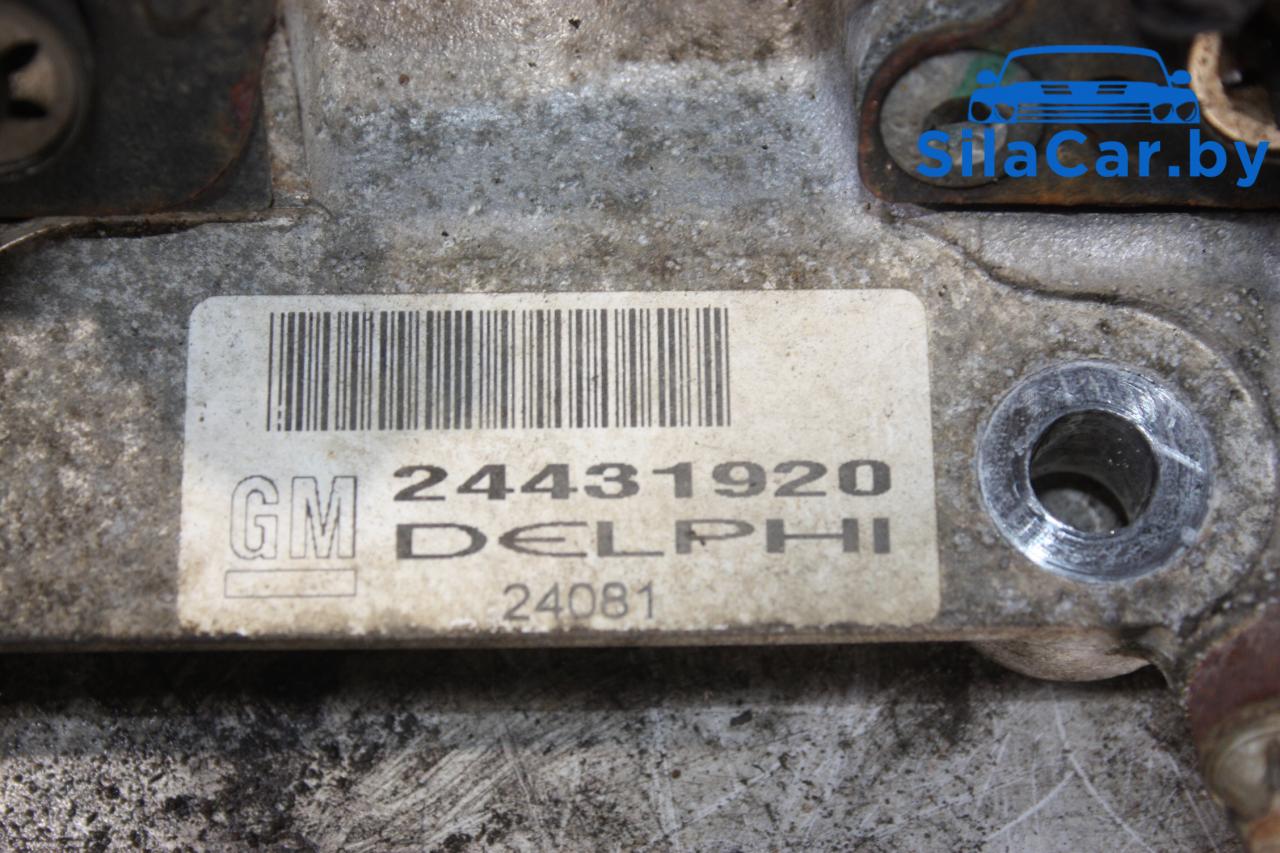 SilaCar.by
24431920
GM
DELPHI
24081